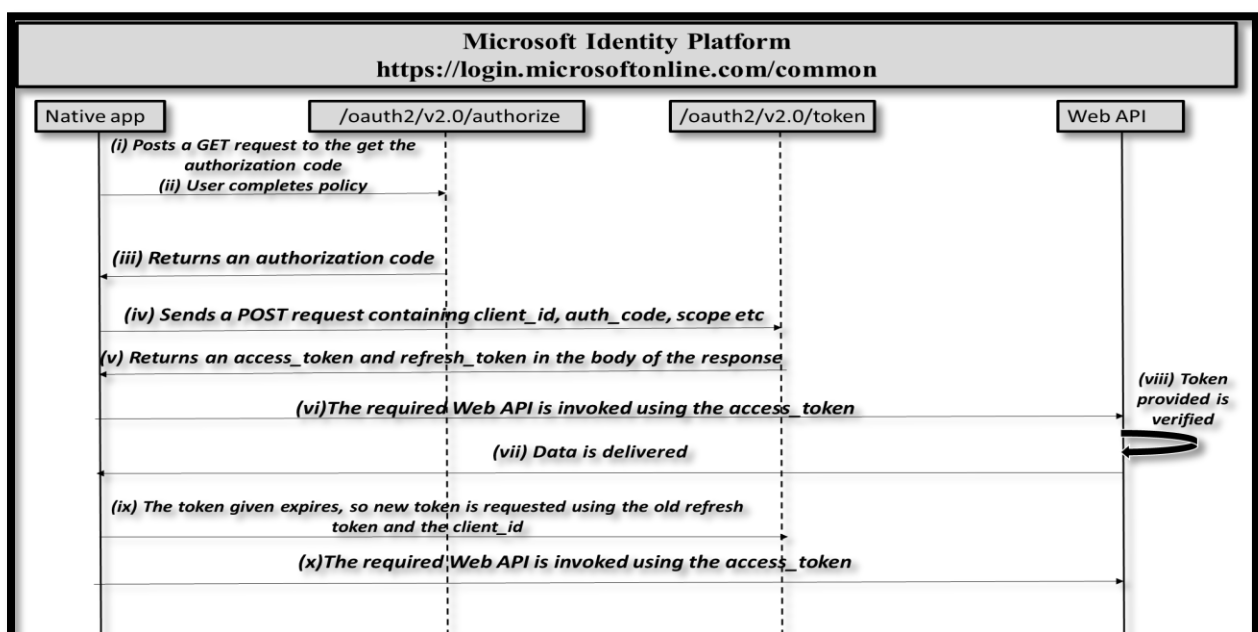 Microsoft Identity Platform
https://login.microsoftonline.com/common
Native app
/oauth2/v2.0/authorize
/oauth2/v2.0/token
Web API
(i) Posts a GET request to the get the
authorization code
(ii) User completes policy
(iii) Returns an authorization code
(iv) Sends a POST request containing client_id, auth_code, scope etc
(v) Returns an access_token and refresh_token in the body of the response
(vi)The required Web API is invoked using the access_token
(viii) Token
provided is
verified
(vii) Data is delivered
(ix) The token given expires, so new token is requested using the old refresh
token and the client_id
(x)The required Web API is invoked using the access_token